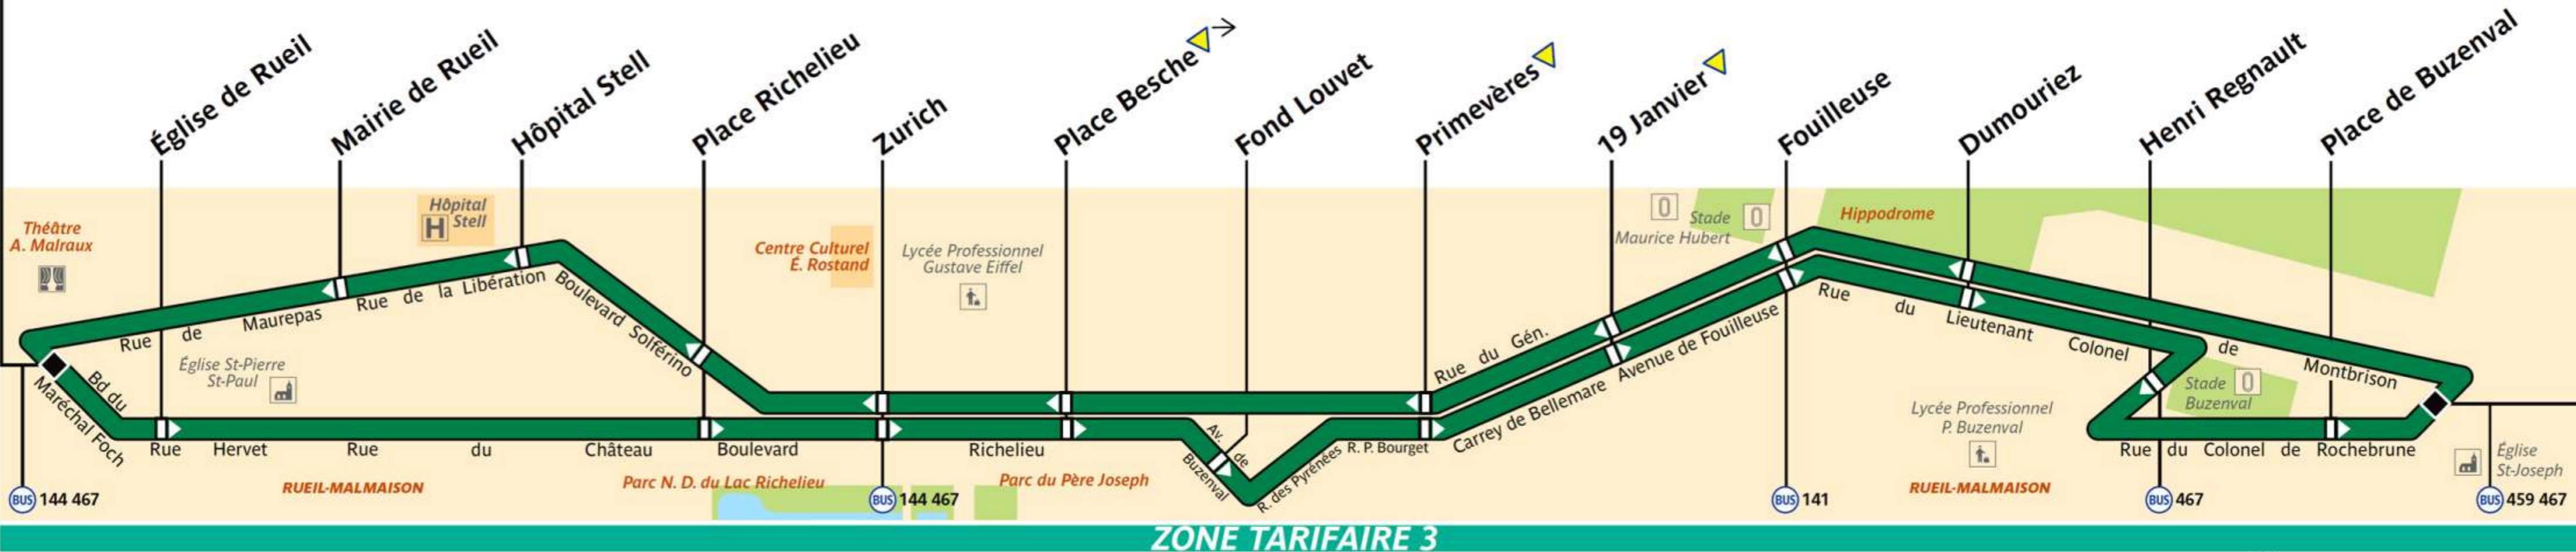 Église de Rueil
Mairie de Rueil
Hôpital Stell
Place Richelieu
Zurich
Place Besche
Fond Louvet
Primevères
19 Janvier
Fouilleuse
Dumouriez
Henri Regnault
Place de Buzenval
Théâtre
A. Malraux
Hôpital
H Stell
Centre Culturel
É. Rostand
Lycée Professionnel
Gustave Eiffel
Stade
Maurice Hubert
Hippodrome
Rue de Maurepas
Rue de la Libération
Boulevard Solférino
Rue du Gén.
Carrey de Bellemare
Avenue de Fouilleuse
Rue du Lieutenant Colonel de Montbrison
Église St-Pierre
St-Paul
Bd du
Maréchal Foch
Rue Hervet
Rue du Château
Boulevard Richelieu
Av. de
Buzenval
R. des Pyrénées
R. P. Bourget
Lycée Professionnel
P. Buzenval
Stade
Buzenval
Rue du Colonel de Rochebrune
Église
St-Joseph
RUEIL-MALMAISON
Parc N. D. du Lac Richelieu
Parc du Père Joseph
RUEIL-MALMAISON
BUS 144 467
BUS 144 467
BUS 141
BUS 467
BUS 459 467
ZONE TARIFAIRE 3